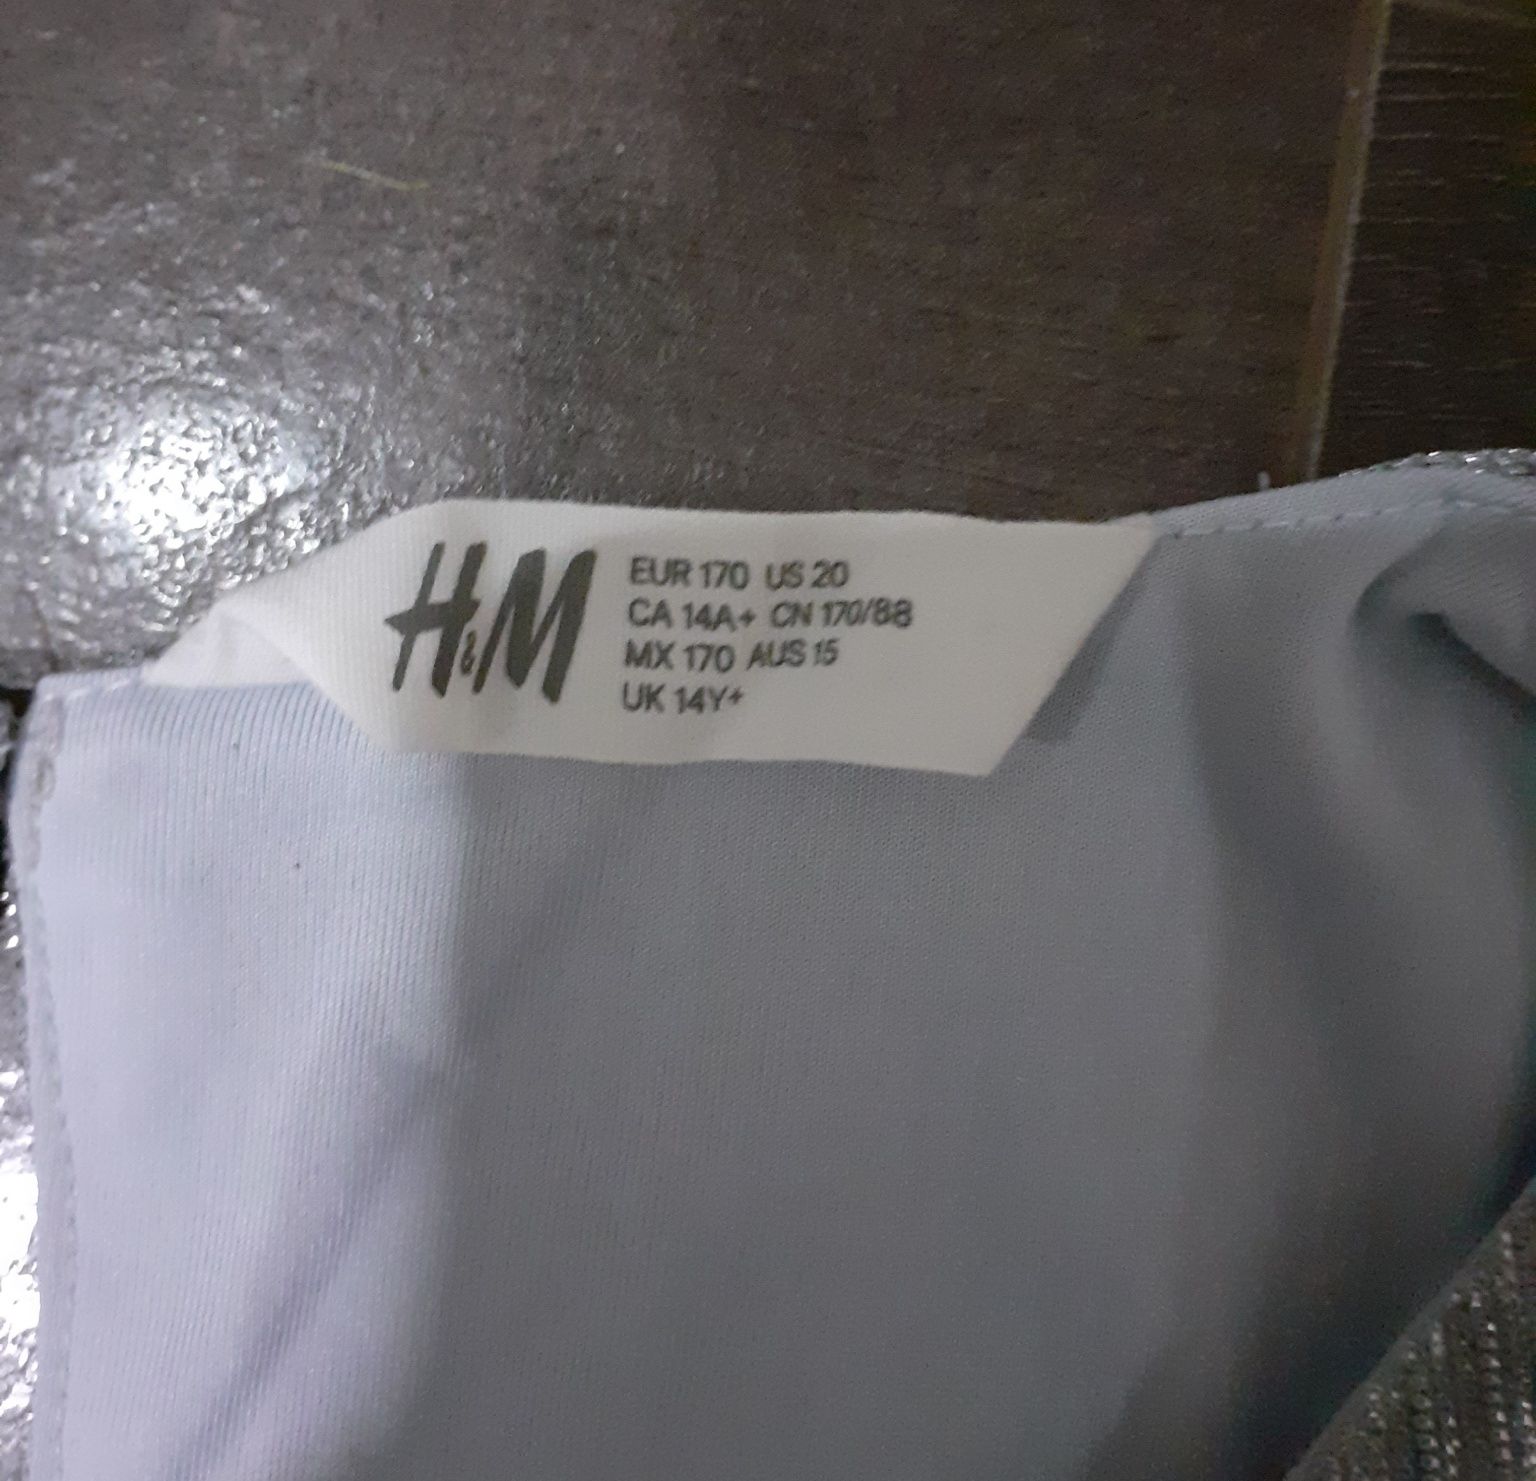 H&M
EUR 170 US 20
CA 14A+ CN 170/88
MX 170 AUS 15
UK 14Y+